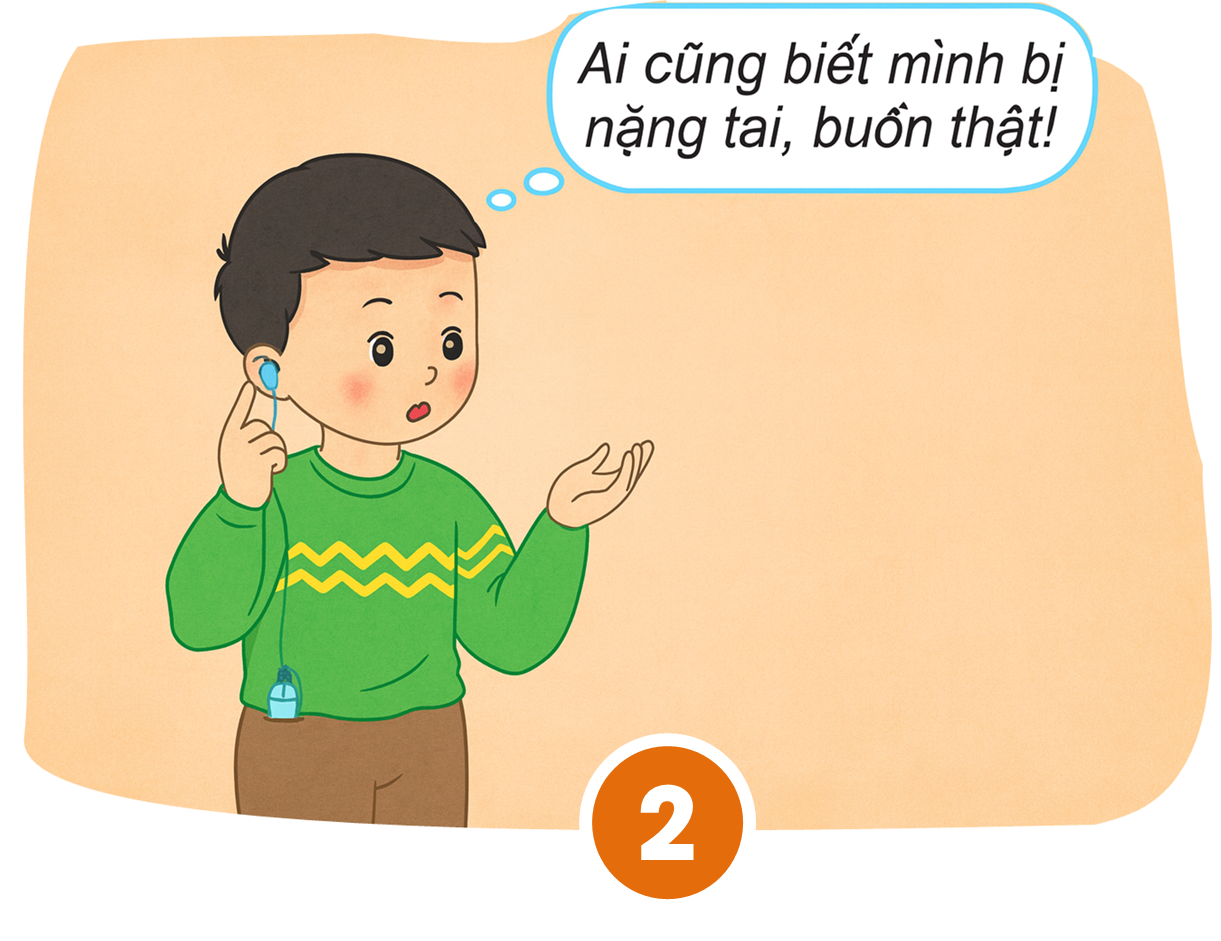 Ai cũng biết mình bị
nặng tai, buồn thật!
2